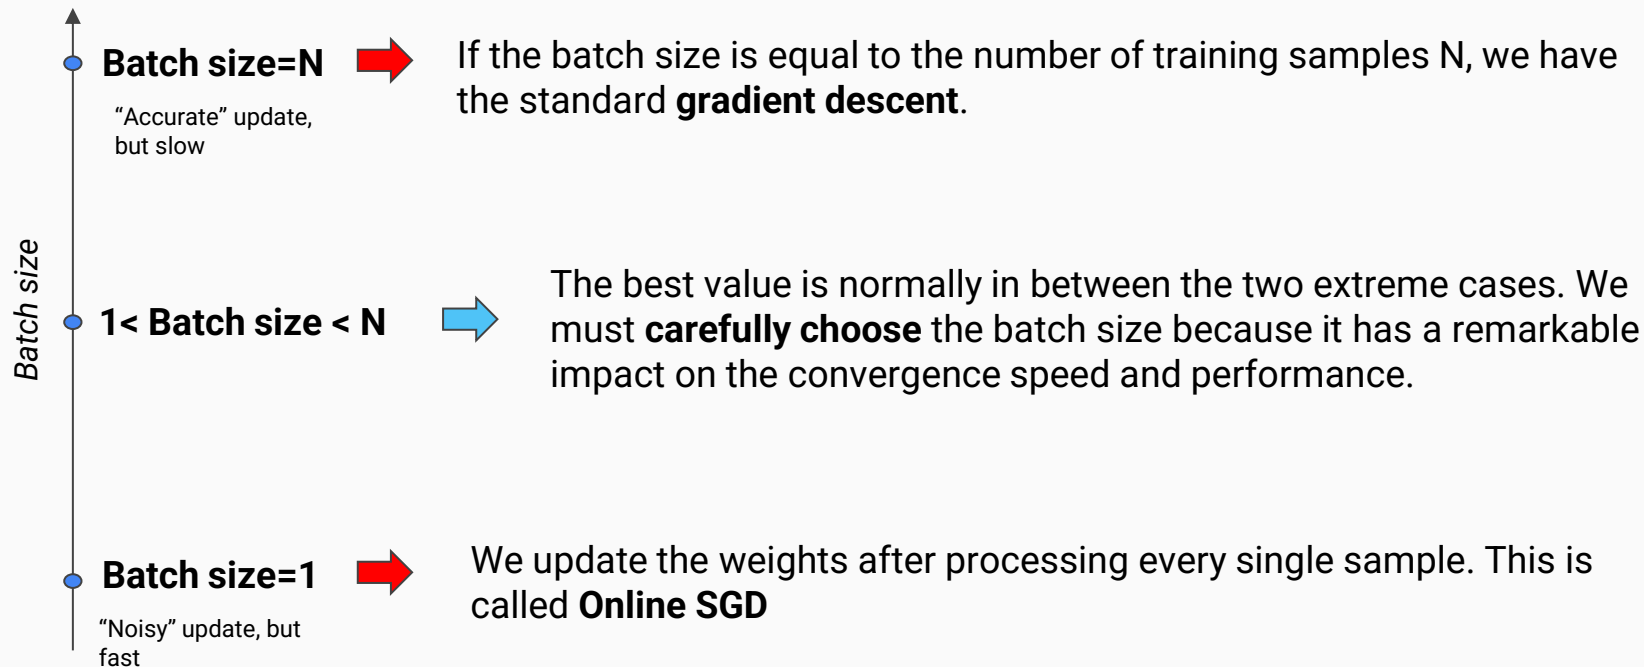 Batch size=N
“Accurate” update,
but slow
If the batch size is equal to the number of training samples N, we have
the standard gradient descent.
Batch size
1< Batch size < N
The best value is normally in between the two extreme cases. We
must carefully choose the batch size because it has a remarkable
impact on the convergence speed and performance.
Batch size=1
“Noisy” update, but
fast
We update the weights after processing every single sample. This is
called Online SGD